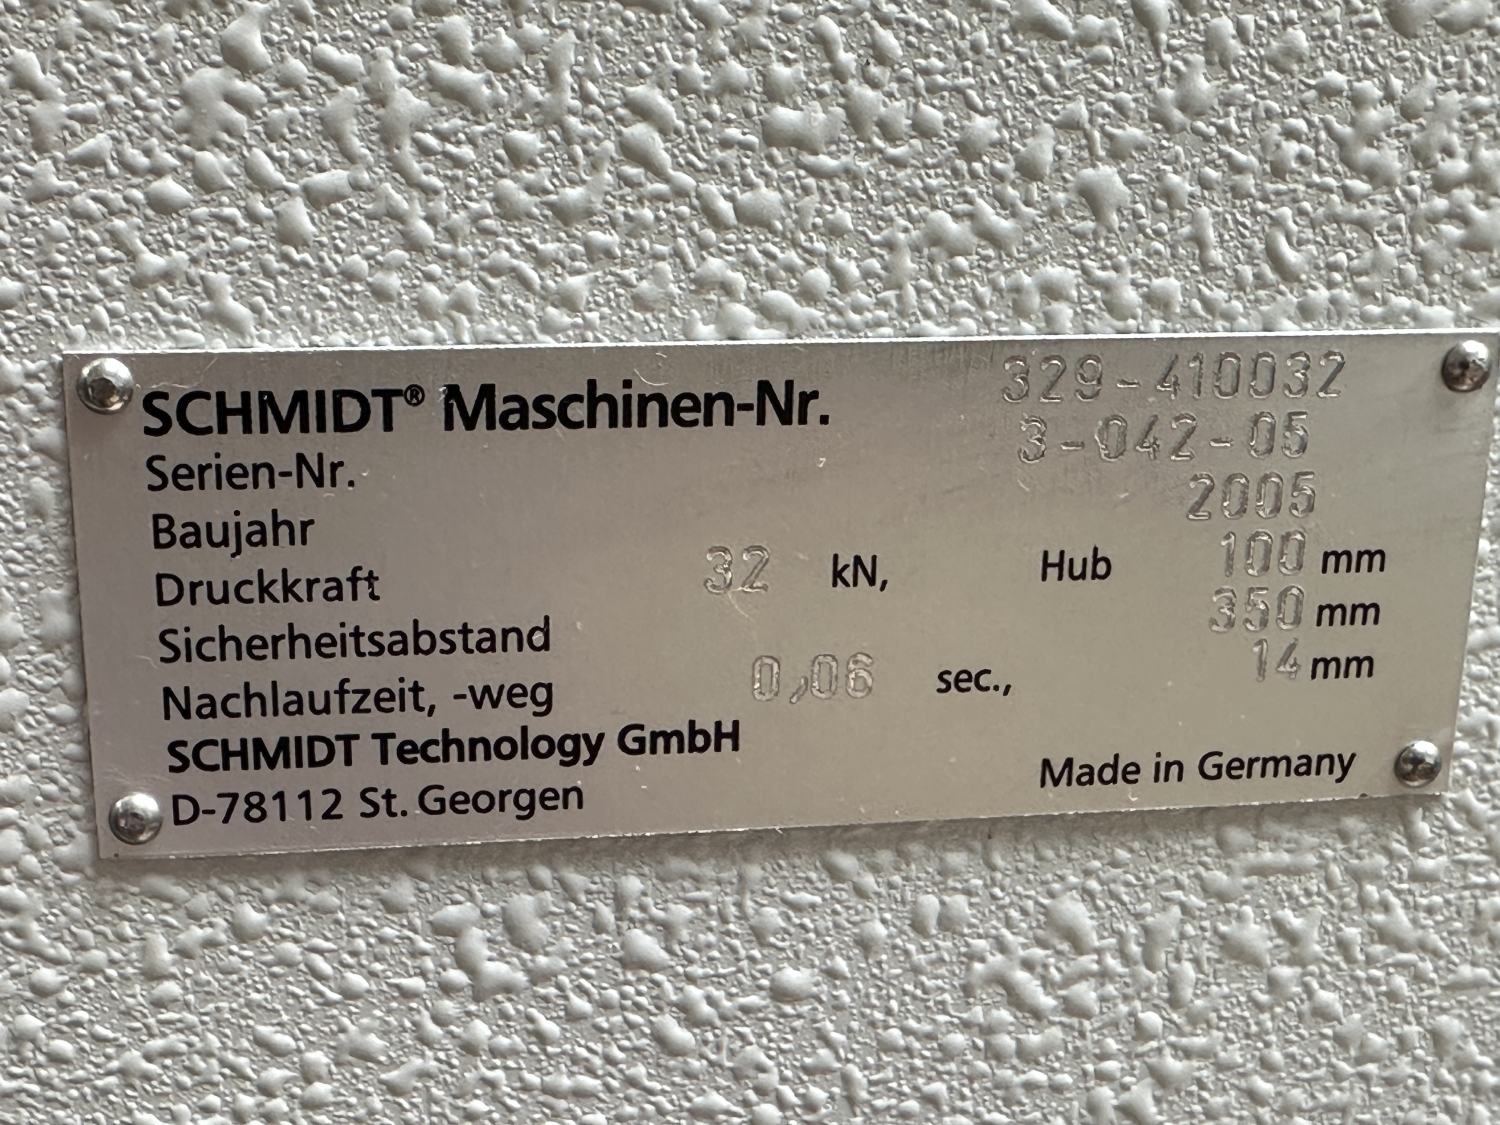 SCHMIDT® Maschinen-Nr. 329-410032
Serien-Nr. 3-042-05
Baujahr 2005
Druckkraft 32 kN, Hub 100 mm
Sicherheitsabstand 350 mm
Nachlaufzeit, -weg 0,06 sec., 14 mm
SCHMIDT Technology GmbH
D-78112 St. Georgen Made in Germany